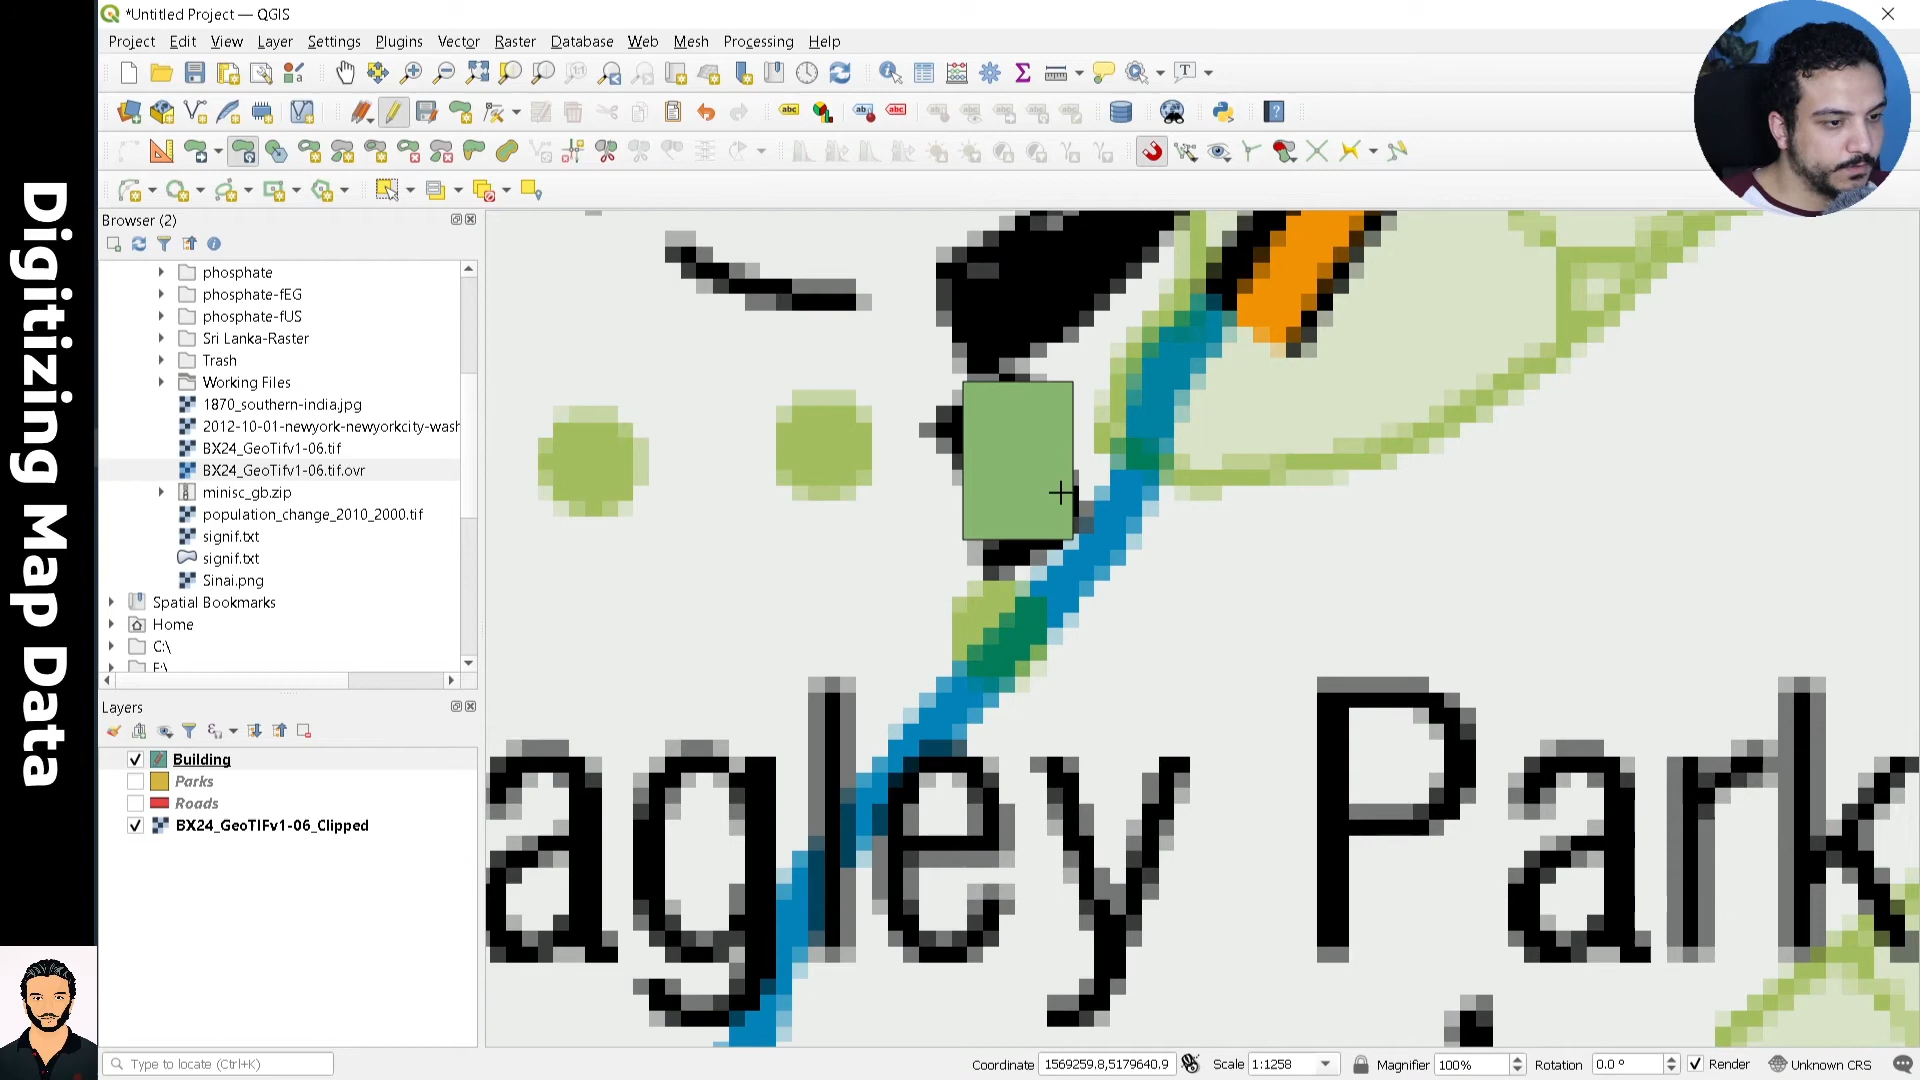 *Untitled Project — QGIS
Project Edit View Layer Settings Plugins Vector Raster Database Web Mesh Processing Help
Digitizing Map Data
Browser (2)
phosphate
phosphate-fEG
phosphate-fUS
Sri Lanka-Raster
Trash
Working Files
1870_southern-india.jpg
2012-10-01-newyork-newyorkcity-wash
BX24_GeoTifv1-06.tif
BX24_GeoTifv1-06.tif.ovr
minisc_gb.zip
population_change_2010_2000.tif
signif.txt
signif.txt
Sinai.png
Spatial Bookmarks
Home
C:\
Layers
Building
Parks
Roads
BX24_GeoTIFv1-06_Clipped
agley Park
Type to locate (Ctrl+K)
Coordinate 1569259.8,5179640.9 Scale 1:1258 Magnifier 100% Rotation 0.0 ° Render Unknown CRS